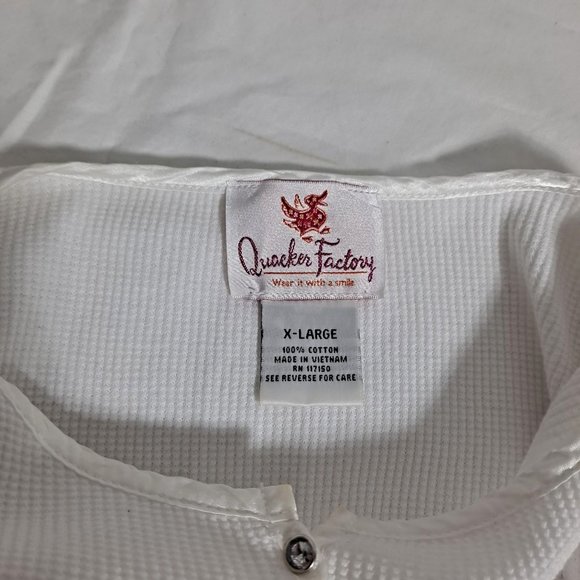 Quacker Factory
Wear it with a smile
X-LARGE
100% COTTON
MADE IN VIETNAM
RN 117150
SEE REVERSE FOR CARE